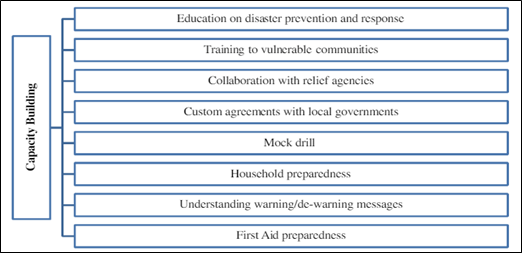 Capacity Building
Education on disaster prevention and response
Training to vulnerable communities
Collaboration with relief agencies
Custom agreements with local governments
Mock drill
Household preparedness
Understanding warning/de-warning messages
First Aid preparedness